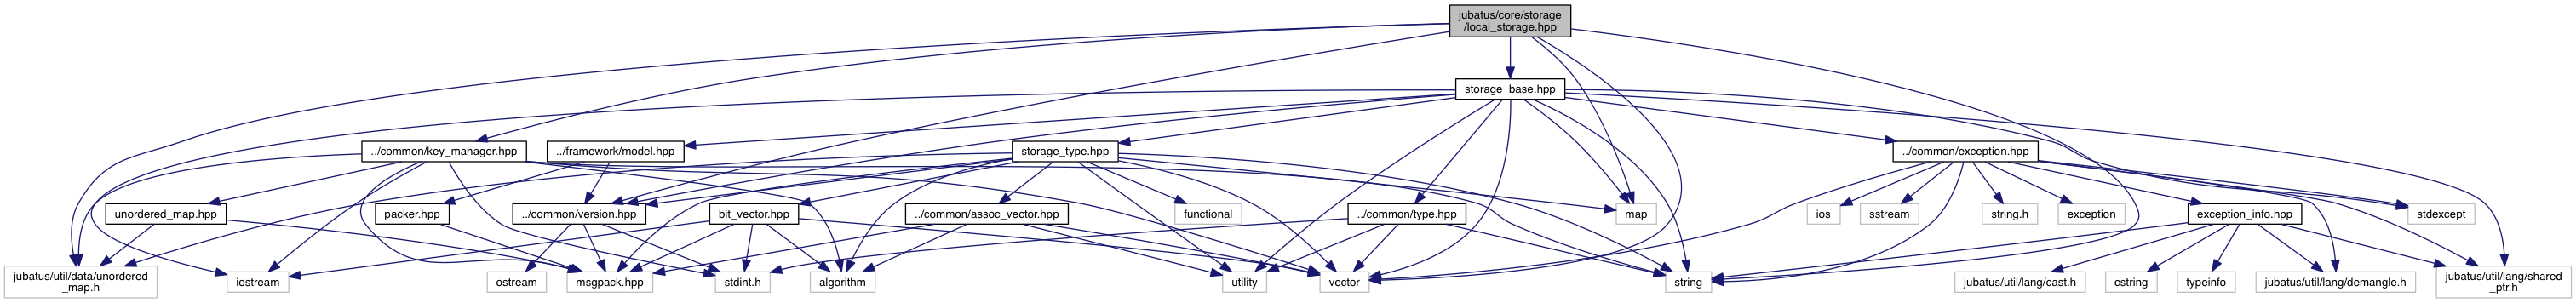 jubatus/core/storage
/local_storage.hpp
storage_base.hpp
../common/key_manager.hpp
../framework/model.hpp
storage_type.hpp
../common/exception.hpp
unordered_map.hpp
packer.hpp
../common/version.hpp
bit_vector.hpp
../common/assoc_vector.hpp
functional
../common/type.hpp
map
ios
sstream
string.h
exception
exception_info.hpp
stdexcept
jubatus/util/data/unordered
_map.h
iostream
ostream
msgpack.hpp
stdint.h
algorithm
utility
vector
string
jubatus/util/lang/cast.h
cstring
typeinfo
jubatus/util/lang/demangle.h
jubatus/util/lang/shared
_ptr.h